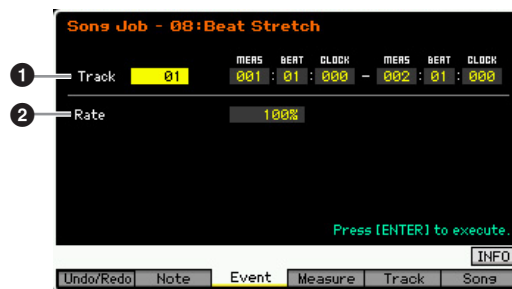 Song Job - 08:Beat Stretch
MEAS BEAT CLOCK MEAS BEAT CLOCK
1 Track 01 001 : 01 : 000 - 002 : 01 : 000
2 Rate 100%
Press [ENTER] to execute.
INFO
Undo/Redo Note Event Measure Track Song